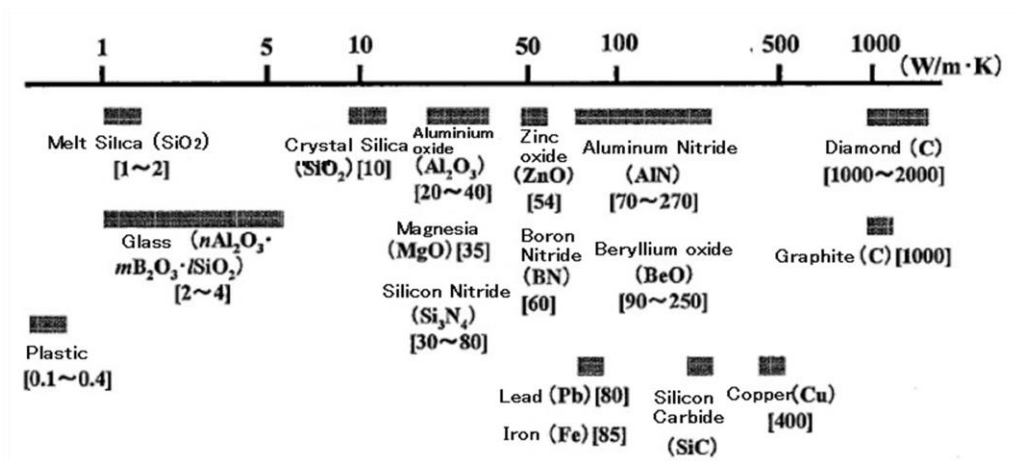 1 5 10 50 100 500 1000
(W/m·K)
Melt Silica (SiO₂)
[1~2]
Crystal Silica
(SiO₂) [10]
Aluminium
oxide
(Al₂O₃)
[20~40]
Zinc
oxide
(ZnO)
[54]
Aluminum Nitride
(AlN)
[70~270]
Diamond (C)
[1000~2000]
Glass (nAl₂O₃·
mB₂O₃·lSiO₂)
[2~4]
Magnesia
(MgO) [35]
Boron
Nitride
(BN)
[60]
Beryllium oxide
(BeO)
[90~250]
Graphite (C) [1000]
Silicon Nitride
(Si₃N₄)
[30~80]
Plastic
[0.1~0.4]
Lead (Pb) [80]
Iron (Fe) [85]
Silicon
Carbide
(SiC)
Copper(Cu)
[400]